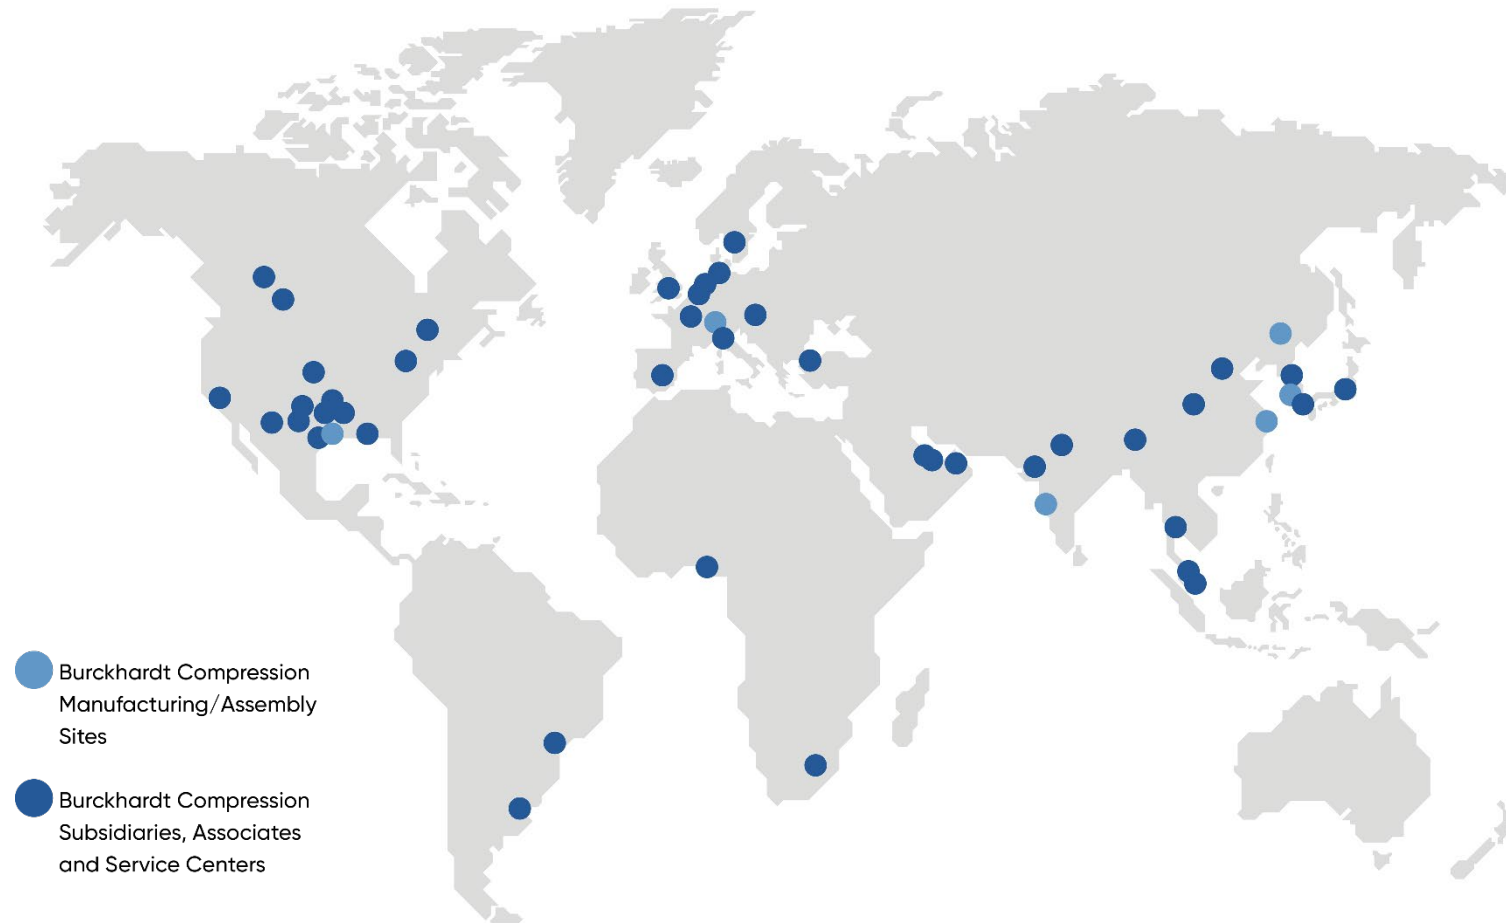 Burckhardt Compression
Manufacturing/Assembly
Sites
Burckhardt Compression
Subsidiaries, Associates
and Service Centers